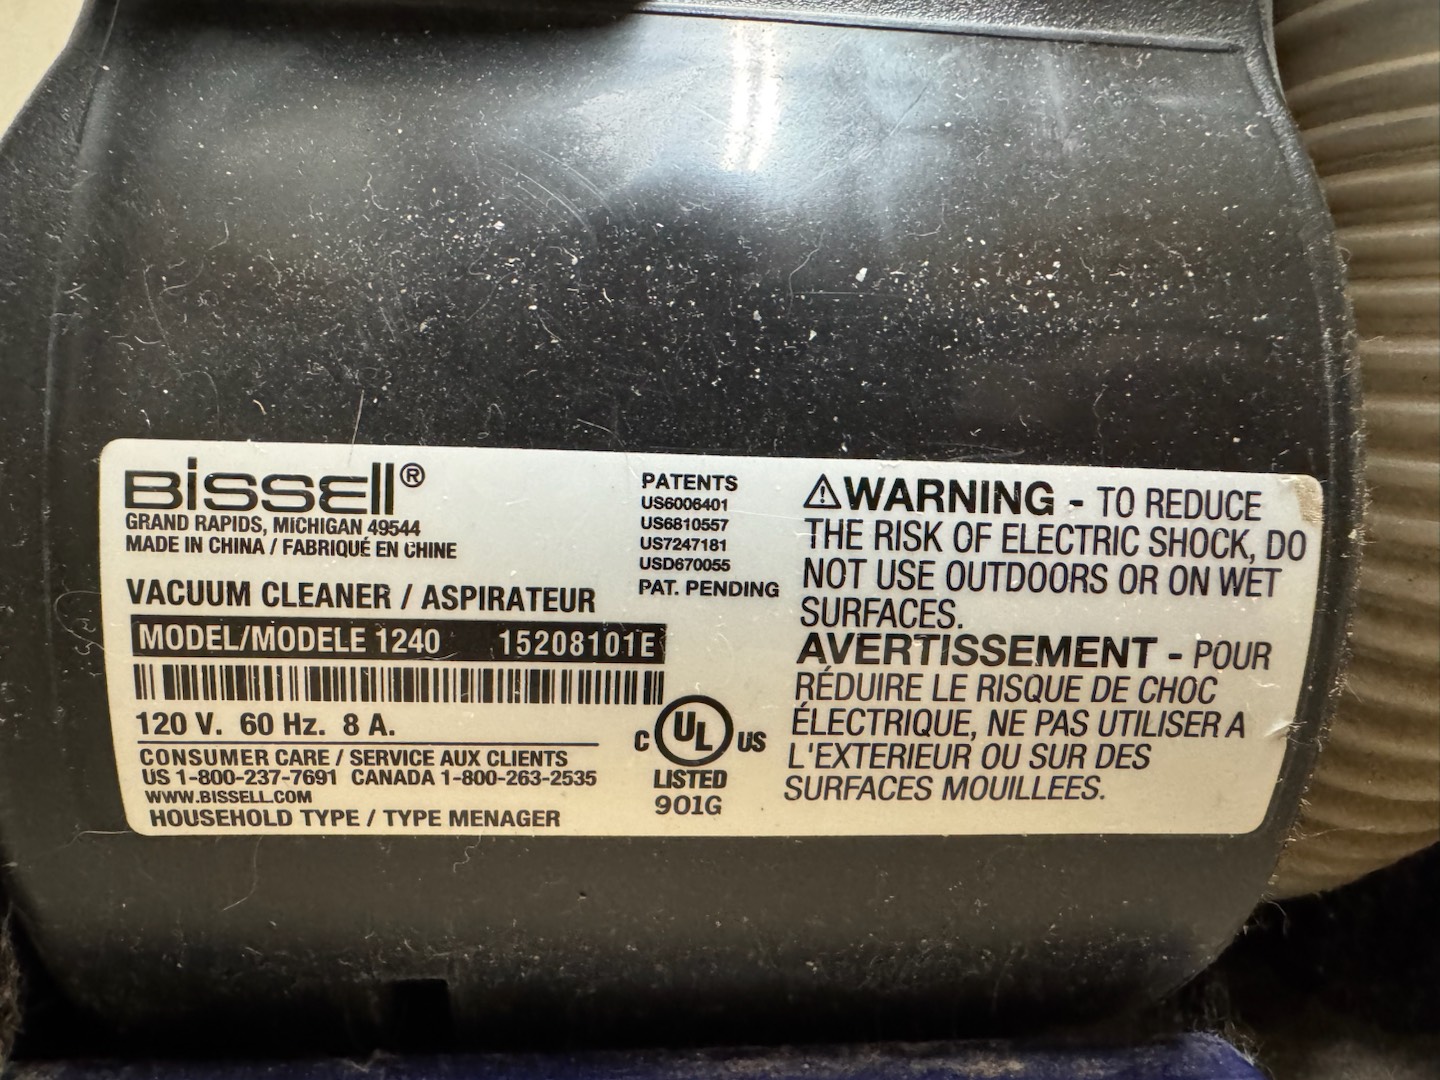 BISSELL®
GRAND RAPIDS, MICHIGAN 49544
MADE IN CHINA / FABRIQUÉ EN CHINE
VACUUM CLEANER / ASPIRATEUR
MODEL/MODELE 1240 15208101E
120 V. 60 Hz. 8 A.
CONSUMER CARE / SERVICE AUX CLIENTS
US 1-800-237-7691 CANADA 1-800-263-2535
WWW.BISSELL.COM
HOUSEHOLD TYPE / TYPE MENAGER
PATENTS
US6006401
US6810557
US7247181
USD670055
PAT. PENDING
C UL US
LISTED
901G
⚠WARNING - TO REDUCE
THE RISK OF ELECTRIC SHOCK, DO
NOT USE OUTDOORS OR ON WET
SURFACES.
AVERTISSEMENT - POUR
RÉDUIRE LE RISQUE DE CHOC
ÉLECTRIQUE, NE PAS UTILISER A
L'EXTERIEUR OU SUR DES
SURFACES MOUILLEES.